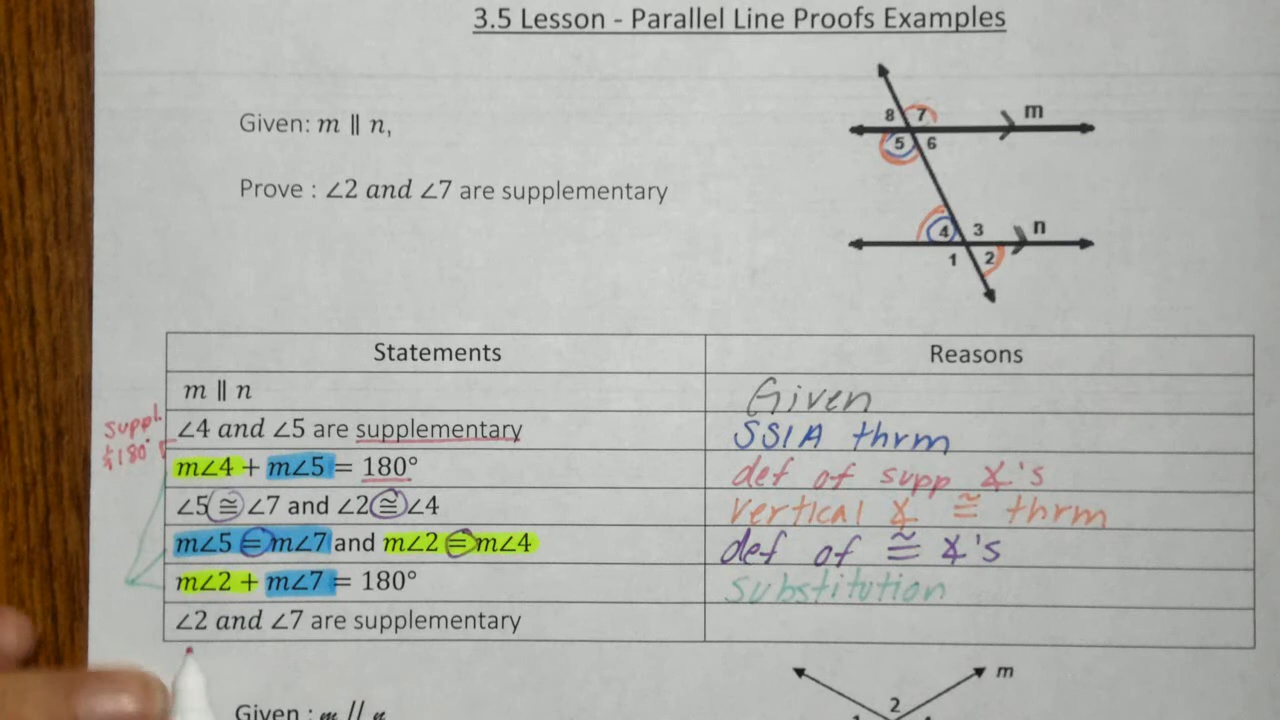 3.5 Lesson - Parallel Line Proofs Examples
Given: m ∥ n,
Prove : ∠2 and ∠7 are supplementary
8 7 m
5 6
4 3 n
1 2
Statements Reasons
m ∥ n Given
∠4 and ∠5 are supplementary SSIA thrm
suppl.
∡180°
m∠4 + m∠5 = 180° def of supp ∡'s
∠5 ≅ ∠7 and ∠2 ≅ ∠4 vertical ∡ ≅ thrm
m∠5 = m∠7 and m∠2 = m∠4 def of ≅ ∡'s
m∠2 + m∠7 = 180° substitution
∠2 and ∠7 are supplementary
m
2
Given : m // n